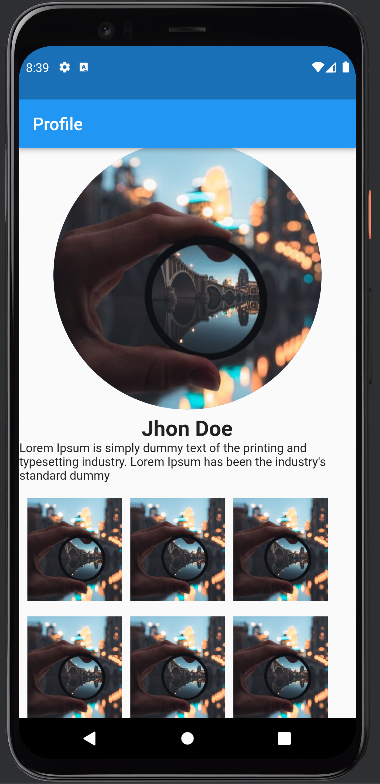 8:39
Profile
Jhon Doe
Lorem Ipsum is simply dummy text of the printing and
typesetting industry. Lorem Ipsum has been the industry's
standard dummy